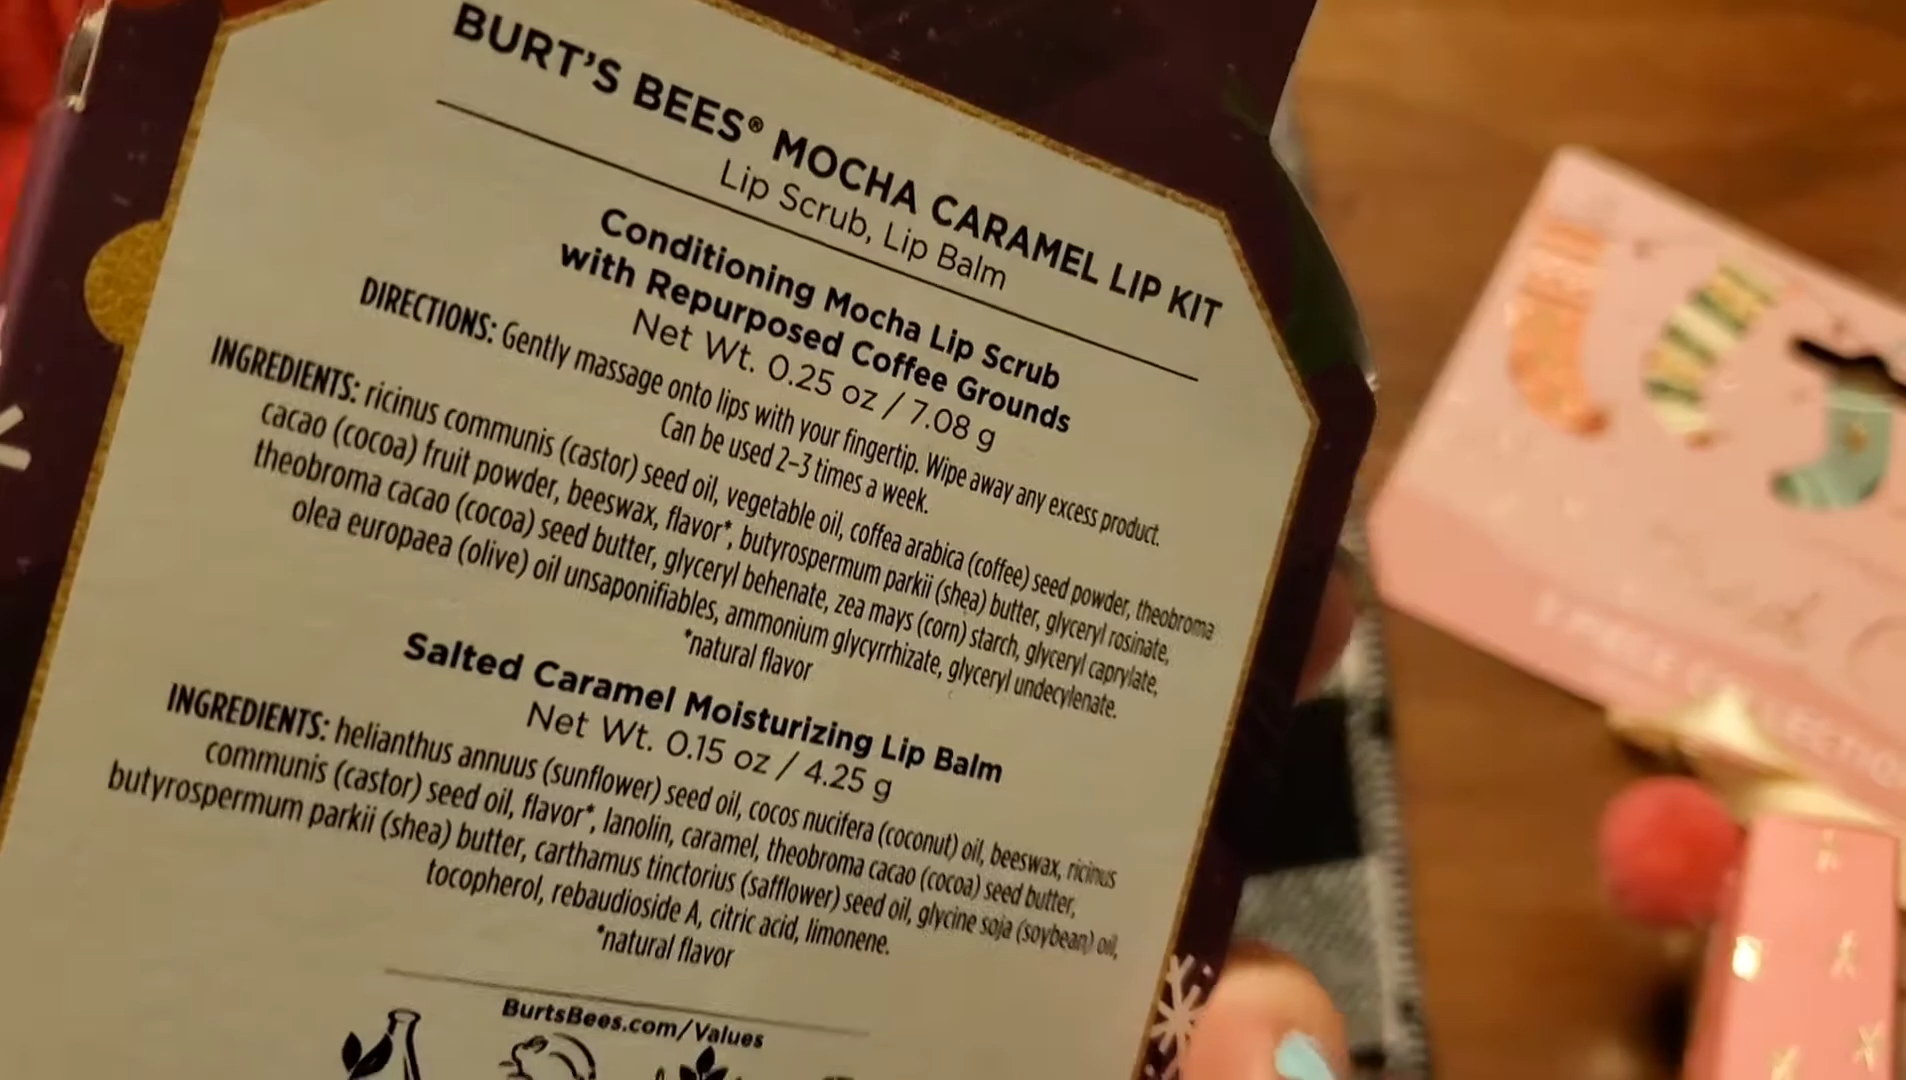 BURT'S BEES® MOCHA CARAMEL LIP KIT
Lip Scrub, Lip Balm
Conditioning Mocha Lip Scrub
with Repurposed Coffee Grounds
Net Wt. 0.25 oz / 7.08 g
DIRECTIONS: Gently massage onto lips with your fingertip. Wipe away any excess product.
Can be used 2–3 times a week.
INGREDIENTS: ricinus communis (castor) seed oil, vegetable oil, coffea arabica (coffee) seed powder, theobroma
cacao (cocoa) fruit powder, beeswax, flavor*, butyrospermum parkii (shea) butter, glyceryl rosinate,
theobroma cacao (cocoa) seed butter, glyceryl behenate, zea mays (corn) starch, glyceryl caprylate,
olea europaea (olive) oil unsaponifiables, ammonium glycyrrhizate, glyceryl undecylenate.
*natural flavor
Salted Caramel Moisturizing Lip Balm
Net Wt. 0.15 oz / 4.25 g
INGREDIENTS: helianthus annuus (sunflower) seed oil, cocos nucifera (coconut) oil, beeswax, ricinus
communis (castor) seed oil, flavor*, lanolin, caramel, theobroma cacao (cocoa) seed butter,
butyrospermum parkii (shea) butter, carthamus tinctorius (safflower) seed oil, glycine soja (soybean) oil,
tocopherol, rebaudioside A, citric acid, limonene.
*natural flavor
BurtsBees.com/Values